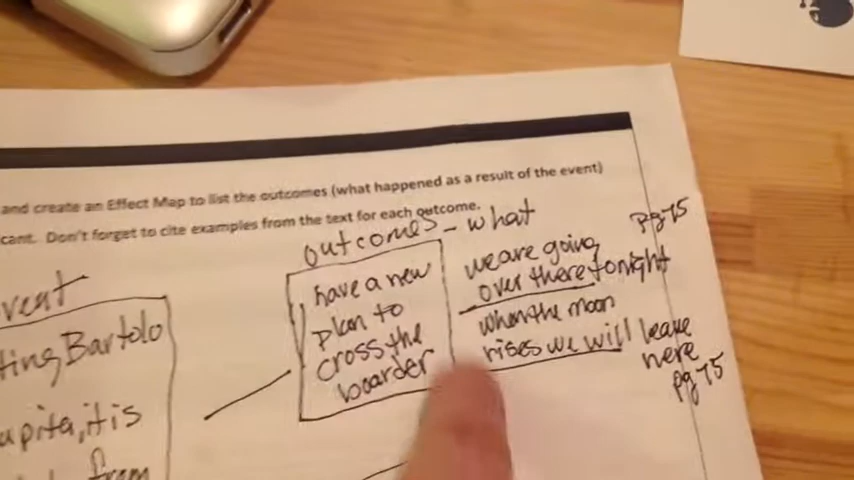 and create an Effect Map to list the outcomes (what happened as a result of the event)
cant. Don't forget to cite examples from the text for each outcome.
outcomes - what
vent
ting Bartolo
upita, it is
from
have a new
plan to
cross the
boarder
we are going
over there tonight
pg 75
when the moon
rises we will leave
here
pg 75